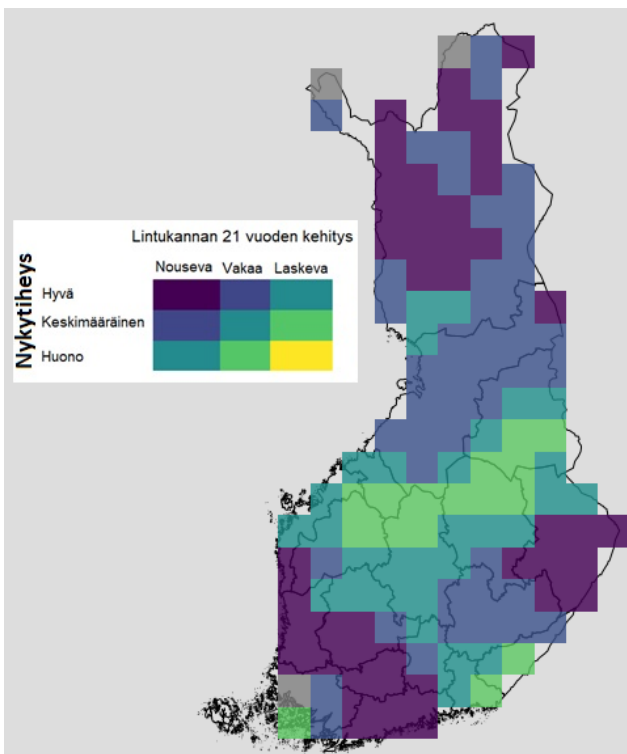 Lintukannan 21 vuoden kehitys
Nouseva Vakaa Laskeva
Nykytiheys
Hyvä
Keskimääräinen
Huono